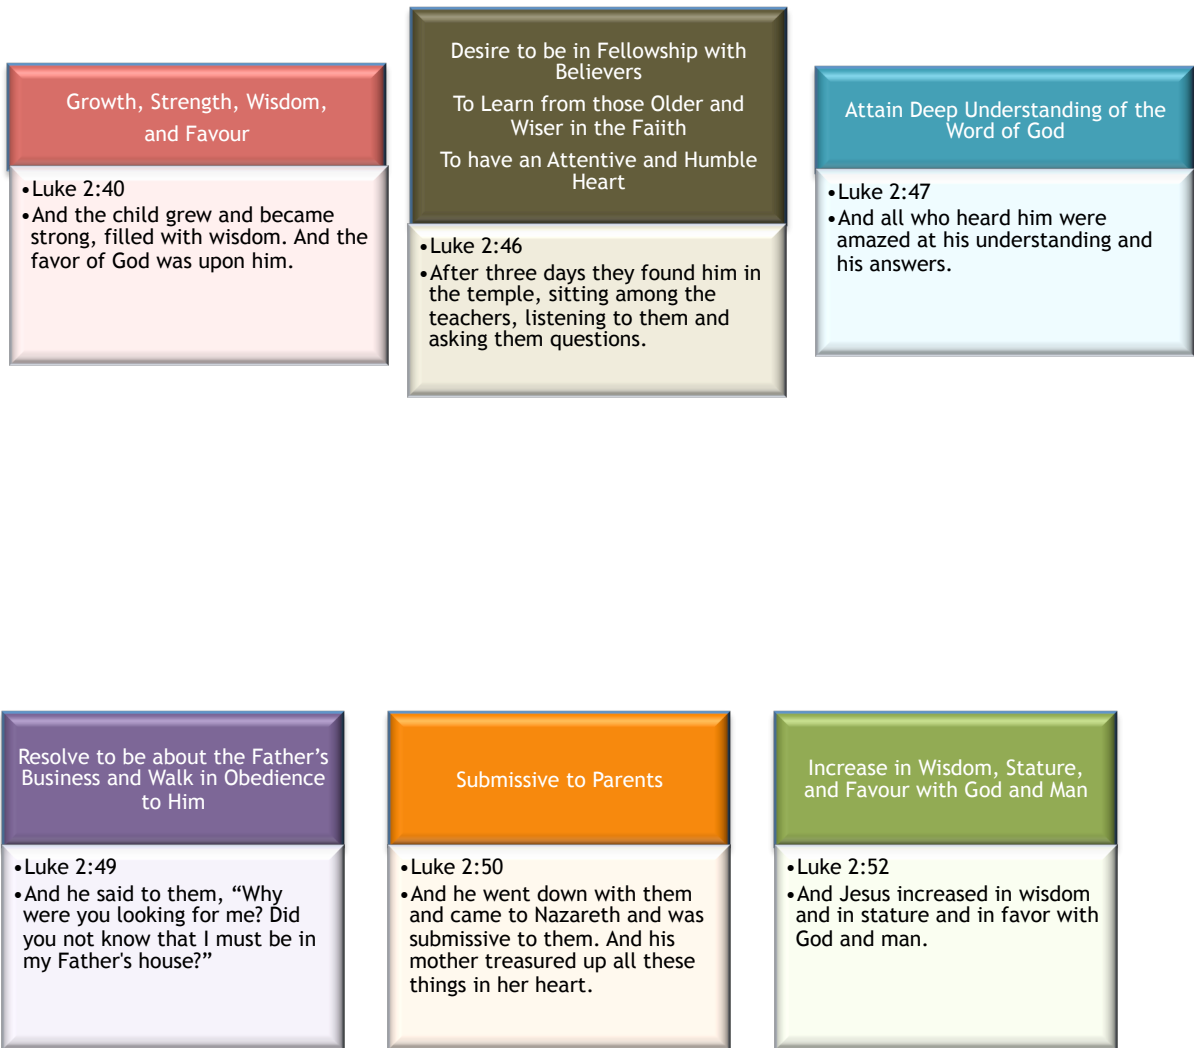 Growth, Strength, Wisdom,
and Favour
•Luke 2:40
•And the child grew and became
strong, filled with wisdom. And the
favor of God was upon him.
Desire to be in Fellowship with
Believers
To Learn from those Older and
Wiser in the Faiith
To have an Attentive and Humble
Heart
•Luke 2:46
•After three days they found him in
the temple, sitting among the
teachers, listening to them and
asking them questions.
Attain Deep Understanding of the
Word of God
•Luke 2:47
•And all who heard him were
amazed at his understanding and
his answers.
Resolve to be about the Father’s
Business and Walk in Obedience
to Him
•Luke 2:49
•And he said to them, “Why
were you looking for me? Did
you not know that I must be in
my Father's house?”
Submissive to Parents
•Luke 2:50
•And he went down with them
and came to Nazareth and was
submissive to them. And his
mother treasured up all these
things in her heart.
Increase in Wisdom, Stature,
and Favour with God and Man
•Luke 2:52
•And Jesus increased in wisdom
and in stature and in favor with
God and man.